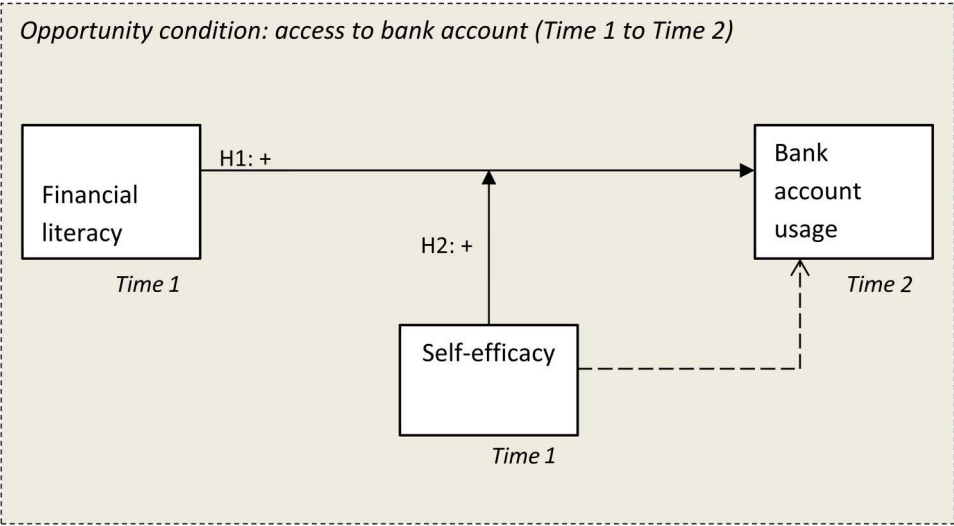 Opportunity condition: access to bank account (Time 1 to Time 2)
H1: +
Financial
literacy
Time 1
Bank
account
usage
Time 2
H2: +
Self-efficacy
Time 1